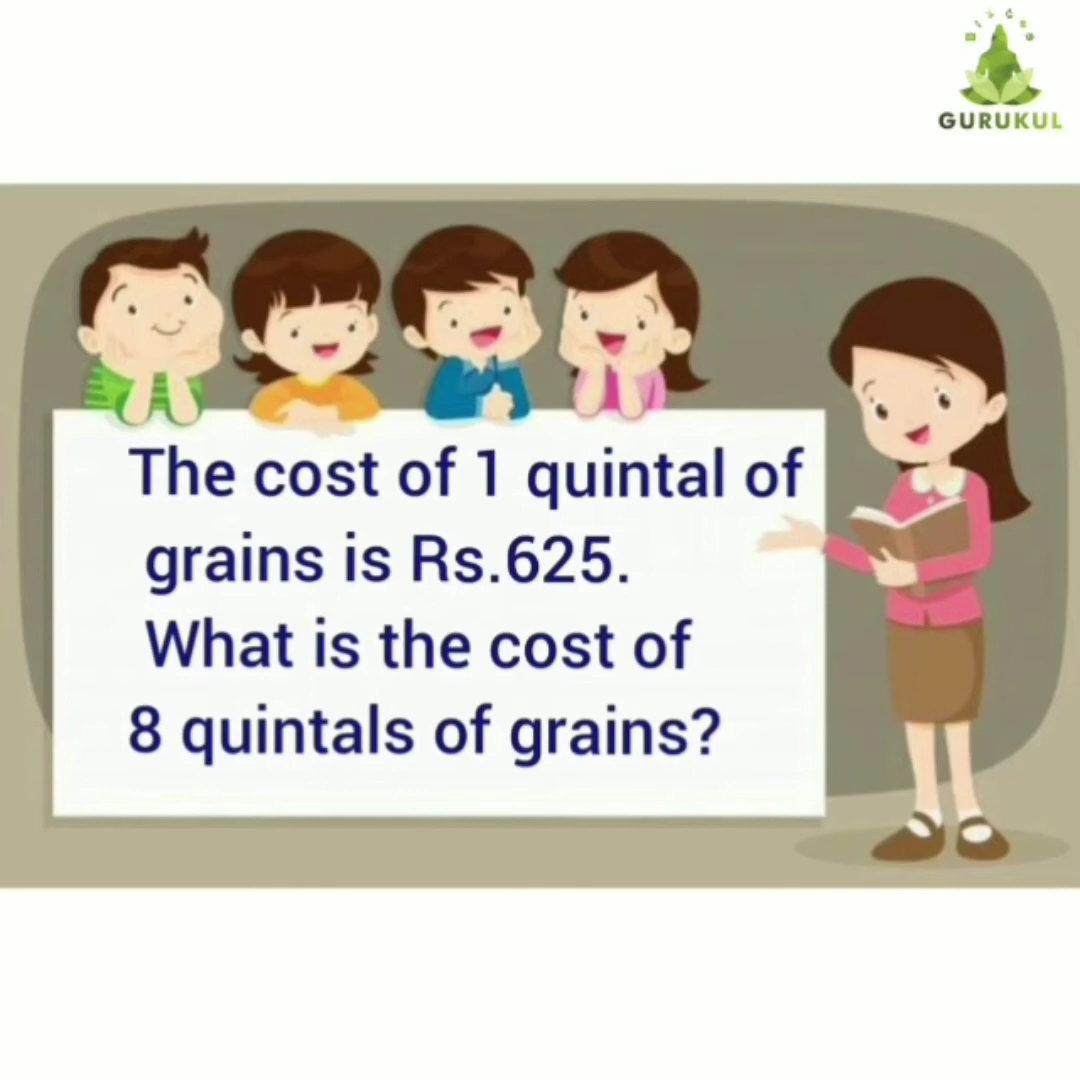 GURUKUL
The cost of 1 quintal of
grains is Rs.625.
What is the cost of
8 quintals of grains?